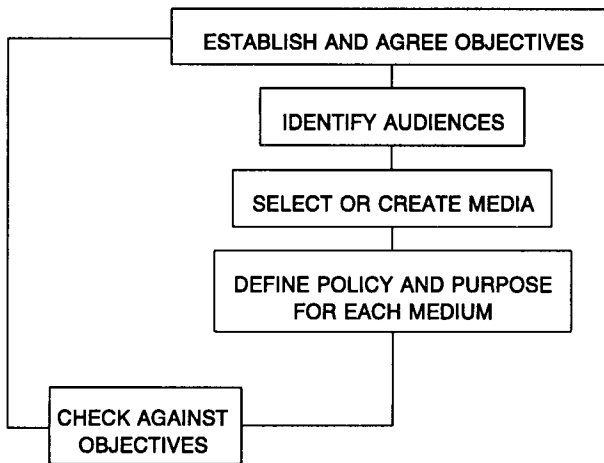 ESTABLISH AND AGREE OBJECTIVES
IDENTIFY AUDIENCES
SELECT OR CREATE MEDIA
DEFINE POLICY AND PURPOSE
FOR EACH MEDIUM
CHECK AGAINST
OBJECTIVES